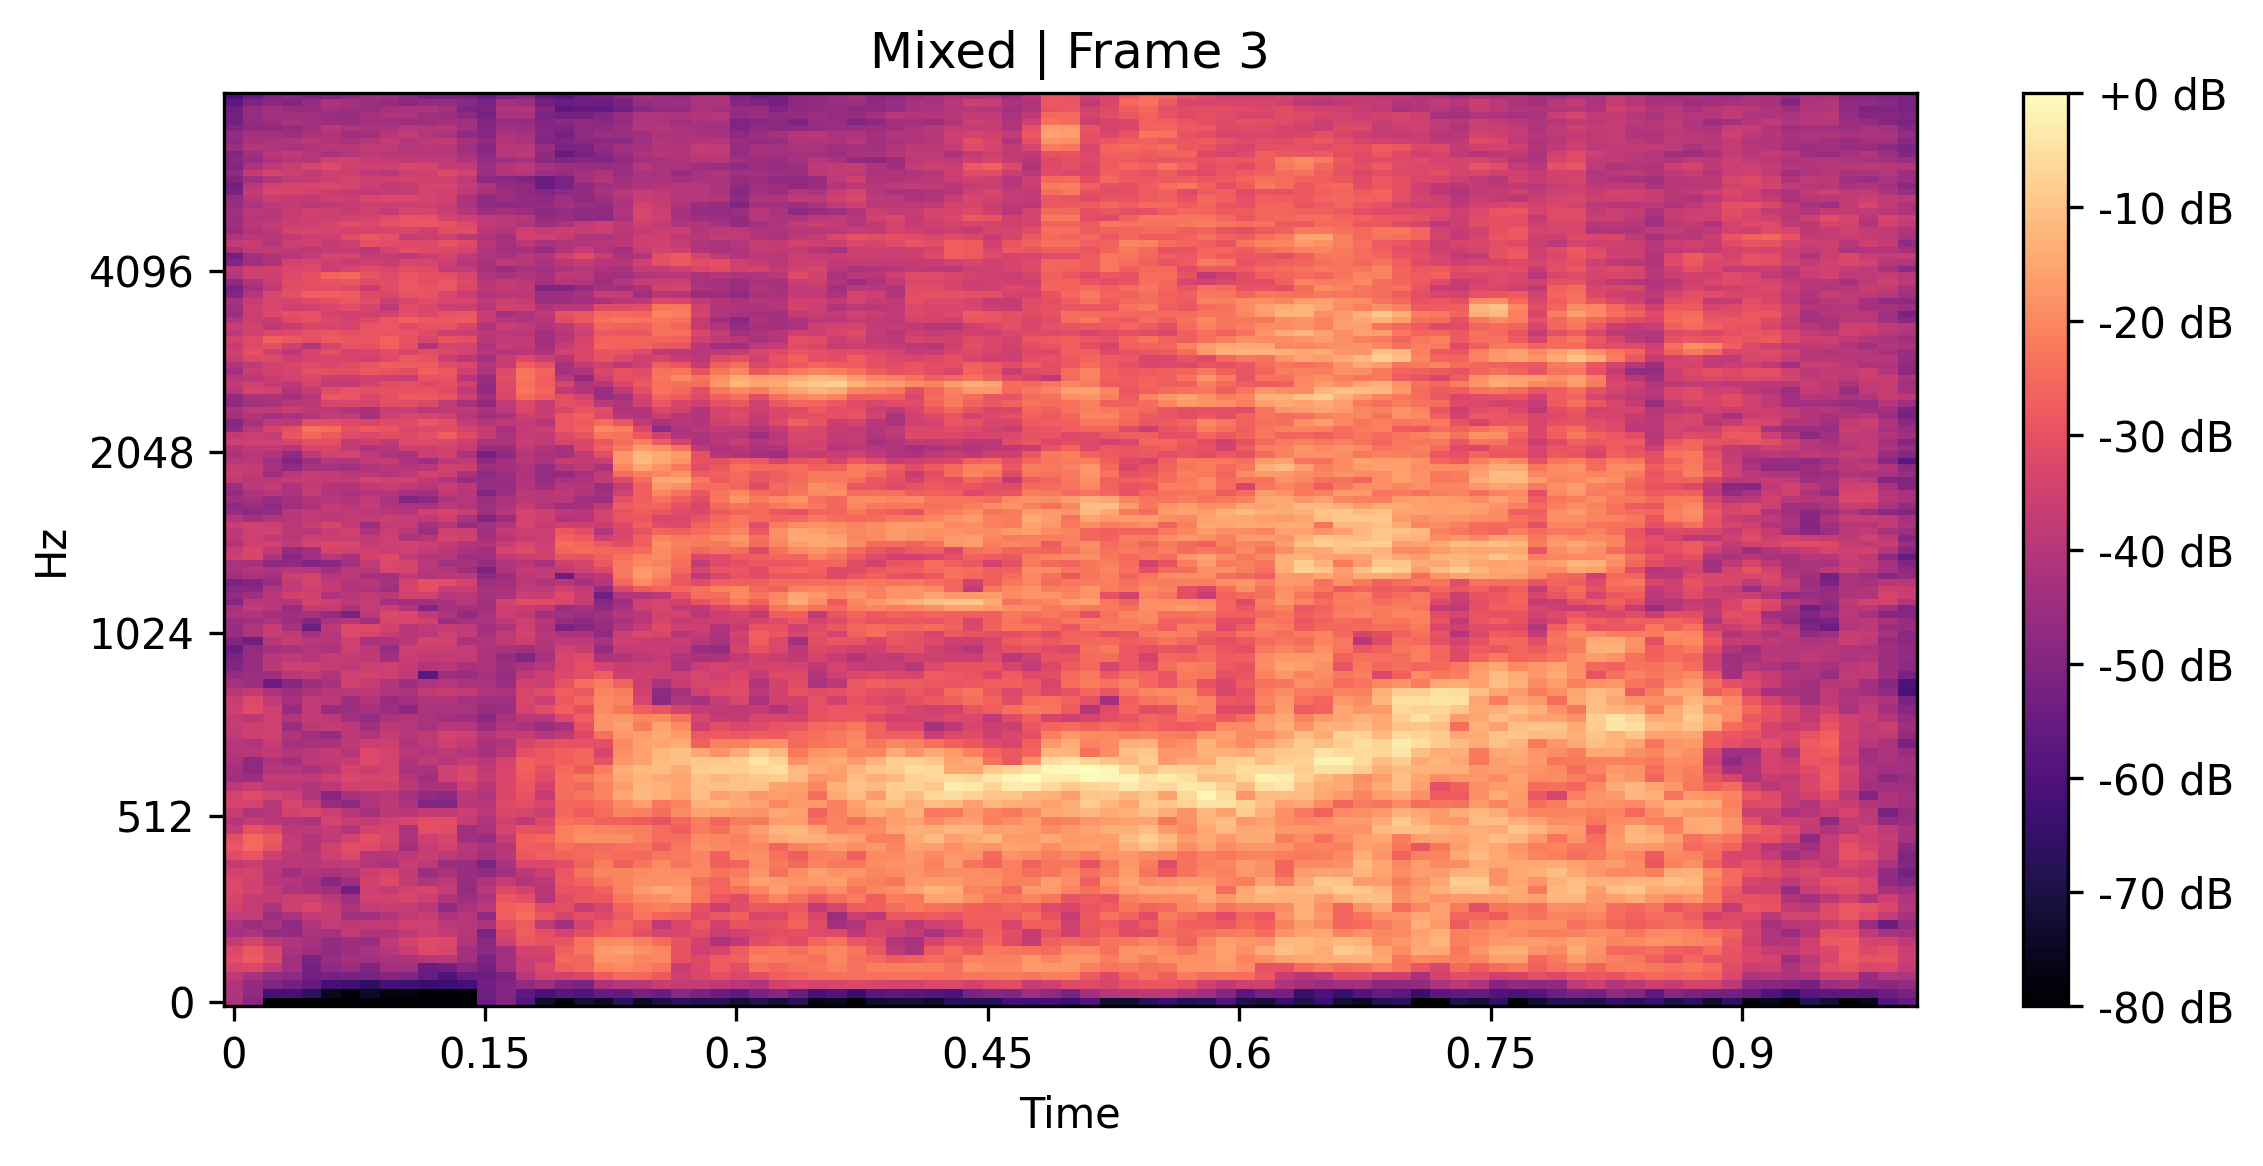 Mixed | Frame 3
+0 dB
-10 dB
-20 dB
-30 dB
-40 dB
-50 dB
-60 dB
-70 dB
-80 dB
Hz
4096
2048
1024
512
0
0 0.15 0.3 0.45 0.6 0.75 0.9
Time